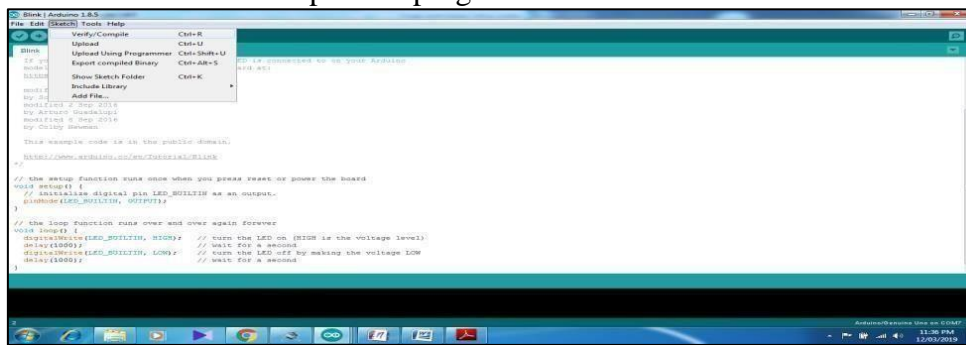 Blink | Arduino 1.8.5
File Edit Sketch Tools Help
Verify/Compile Ctrl+R
Upload Ctrl+U
Upload Using Programmer Ctrl+Shift+U
Export compiled Binary Ctrl+Alt+S
Show Sketch Folder Ctrl+K
Include Library
Add File...
Blink
modified 2 Sep 2016
by Arturo Guadalupi
modified 8 Sep 2016
by Colby Newman
This example code is in the public domain.
http://www.arduino.cc/en/Tutorial/Blink
*/
// the setup function runs once when you press reset or power the board
void setup() {
// initialize digital pin LED_BUILTIN as an output.
pinMode(LED_BUILTIN, OUTPUT);
}
// the loop function runs over and over again forever
void loop() {
digitalWrite(LED_BUILTIN, HIGH); // turn the LED on (HIGH is the voltage level)
delay(1000); // wait for a second
digitalWrite(LED_BUILTIN, LOW); // turn the LED off by making the voltage LOW
delay(1000); // wait for a second
}
Arduino/Genuino Uno on COM7
11:36 PM
12/03/2019